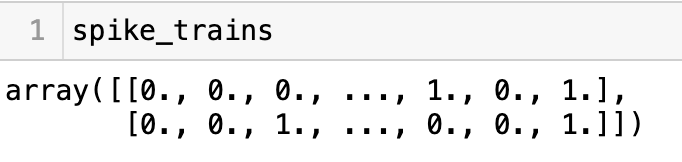 1 spike_trains
array([[0., 0., 0., ..., 1., 0., 1.],
       [0., 0., 1., ..., 0., 0., 1.]])